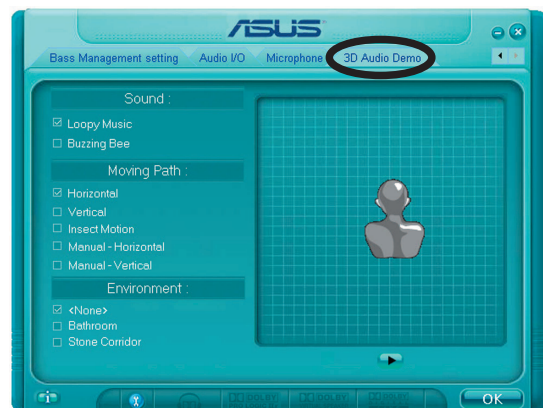 ASUS
Bass Management setting Audio I/O Microphone 3D Audio Demo
Sound :
Loopy Music
Buzzing Bee
Moving Path :
Horizontal
Vertical
Insect Motion
Manual - Horizontal
Manual - Vertical
Environment :
<None>
Bathroom
Stone Corridor
i
OK